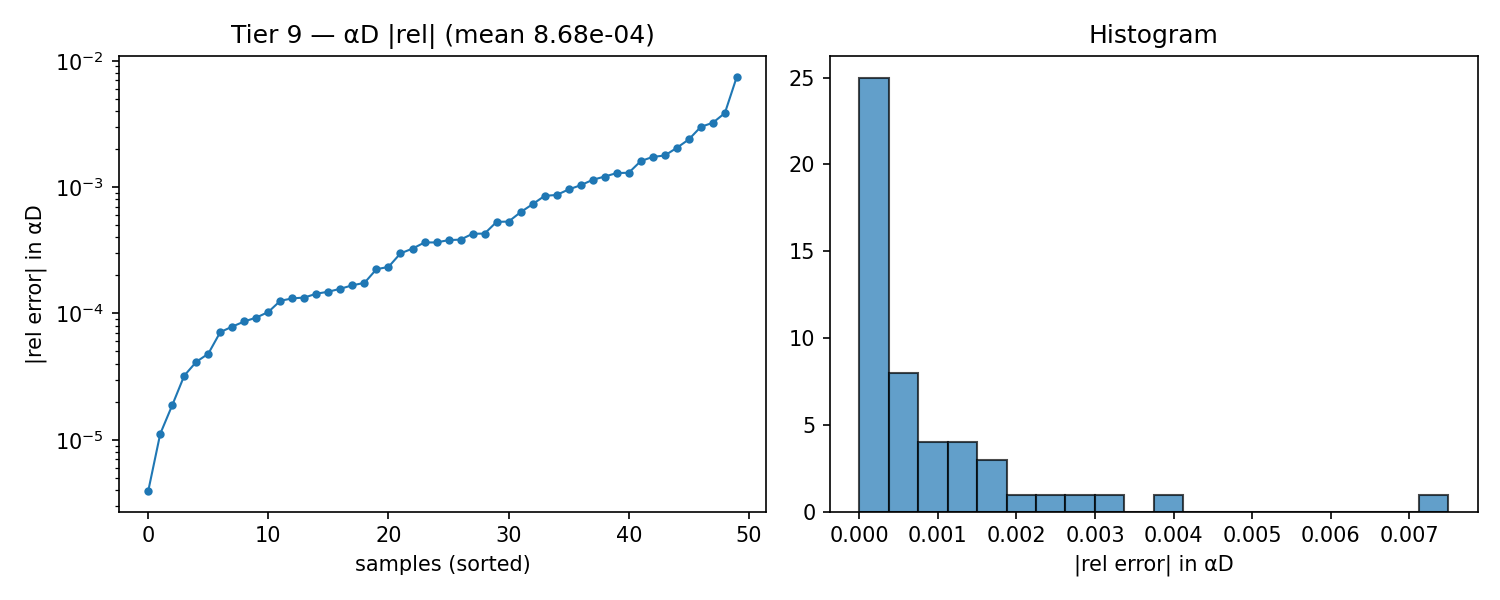 Tier 9 — αD |rel| (mean 8.68e-04)
|rel error| in αD
10⁻²
10⁻³
10⁻⁴
10⁻⁵
0 10 20 30 40 50
samples (sorted)
Histogram
25
20
15
10
5
0
0.000 0.001 0.002 0.003 0.004 0.005 0.006 0.007
|rel error| in αD